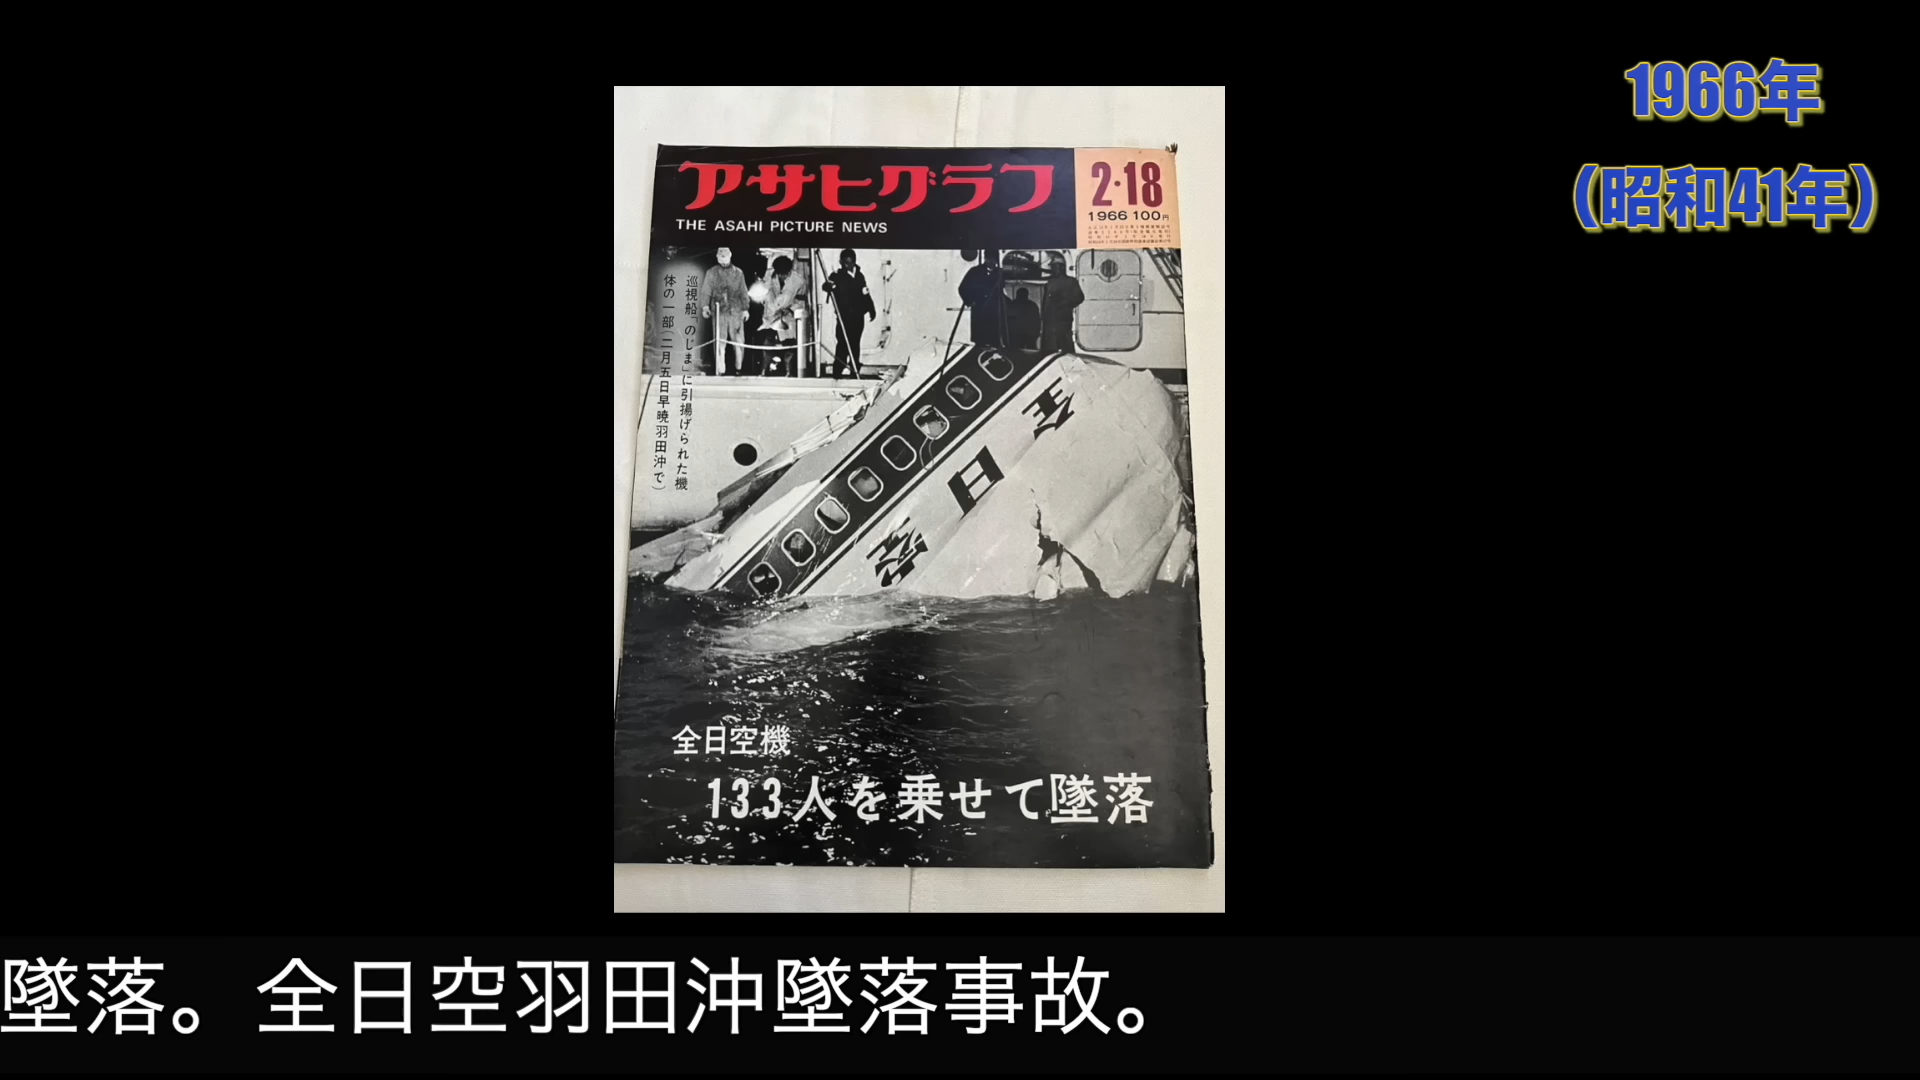 1966年
(昭和41年)
アサヒグラフ
THE ASAHI PICTURE NEWS
2・18
1966 100円
巡視船「のじま」に引揚げられた機
体の一部(二月五日早暁羽田沖で)
全日空
全日空機
133人を乗せて墜落
墜落。全日空羽田沖墜落事故。